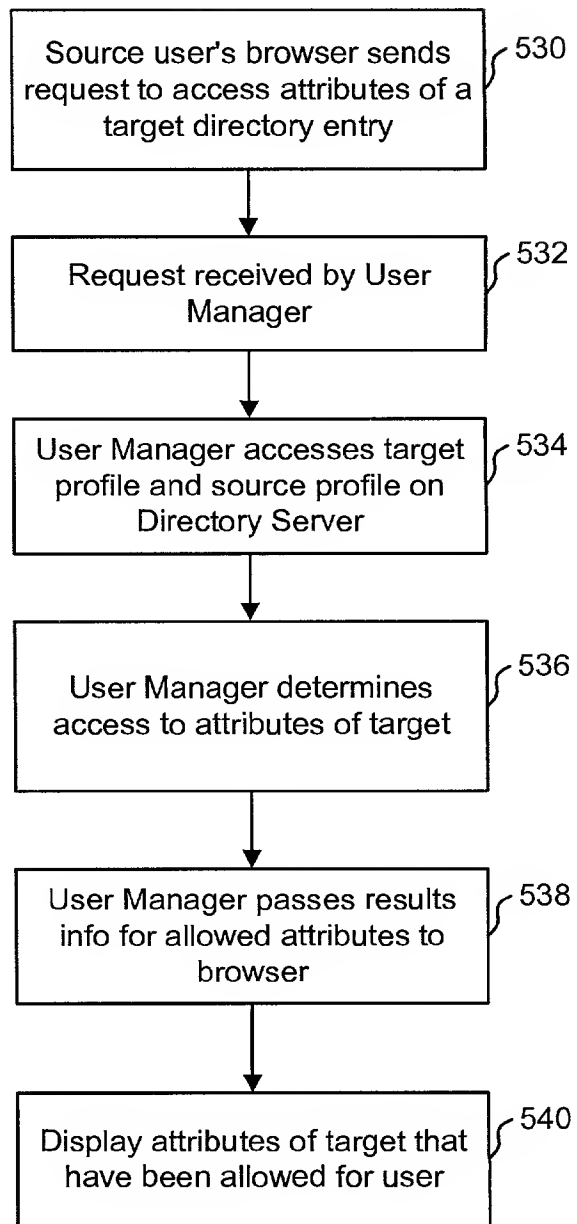 Source user's browser sends
request to access attributes of a
target directory entry
530
Request received by User
Manager
532
User Manager accesses target
profile and source profile on
Directory Server
534
User Manager determines
access to attributes of target
536
User Manager passes results
info for allowed attributes to
browser
538
Display attributes of target that
have been allowed for user
540